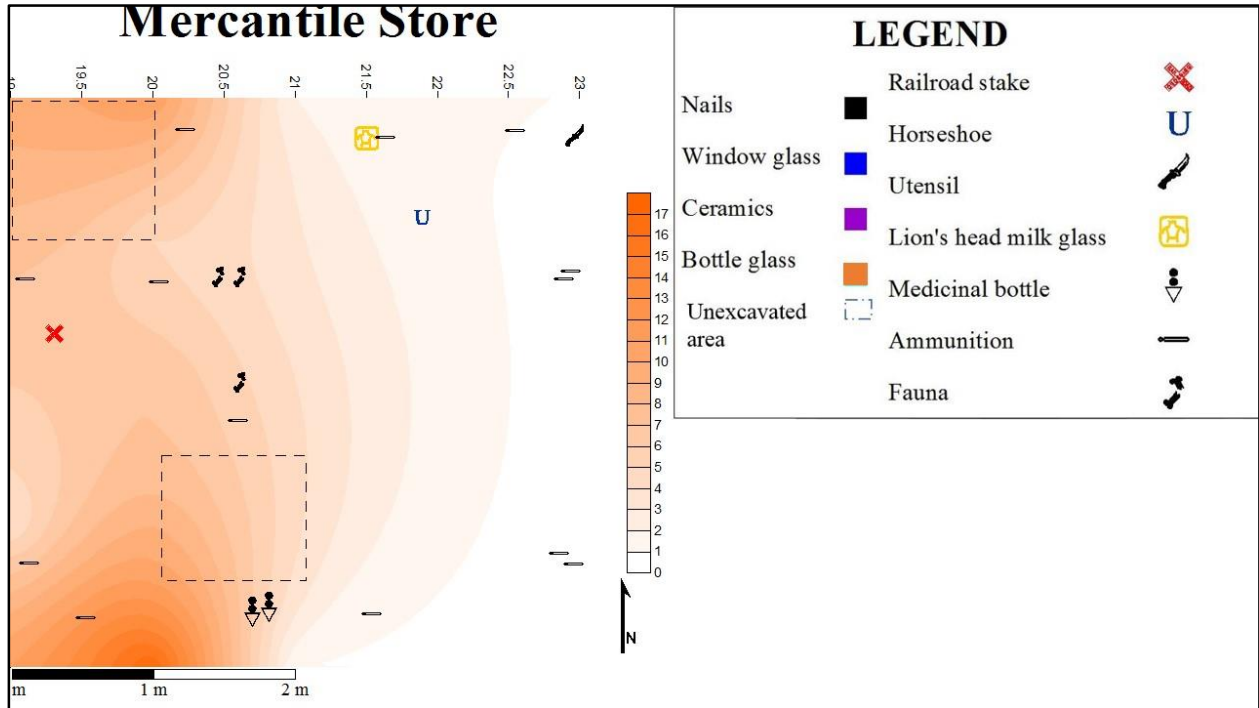 Mercantile Store
19.5 20 20.5 21 21.5 22 22.5 23
17
16
15
14
13
12
11
10
9
8
7
6
5
4
3
2
1
0
U
N
m 1 m 2 m
LEGEND
Nails
Window glass
Ceramics
Bottle glass
Unexcavated
area
Railroad stake
Horseshoe U
Utensil
Lion's head milk glass
Medicinal bottle
Ammunition
Fauna